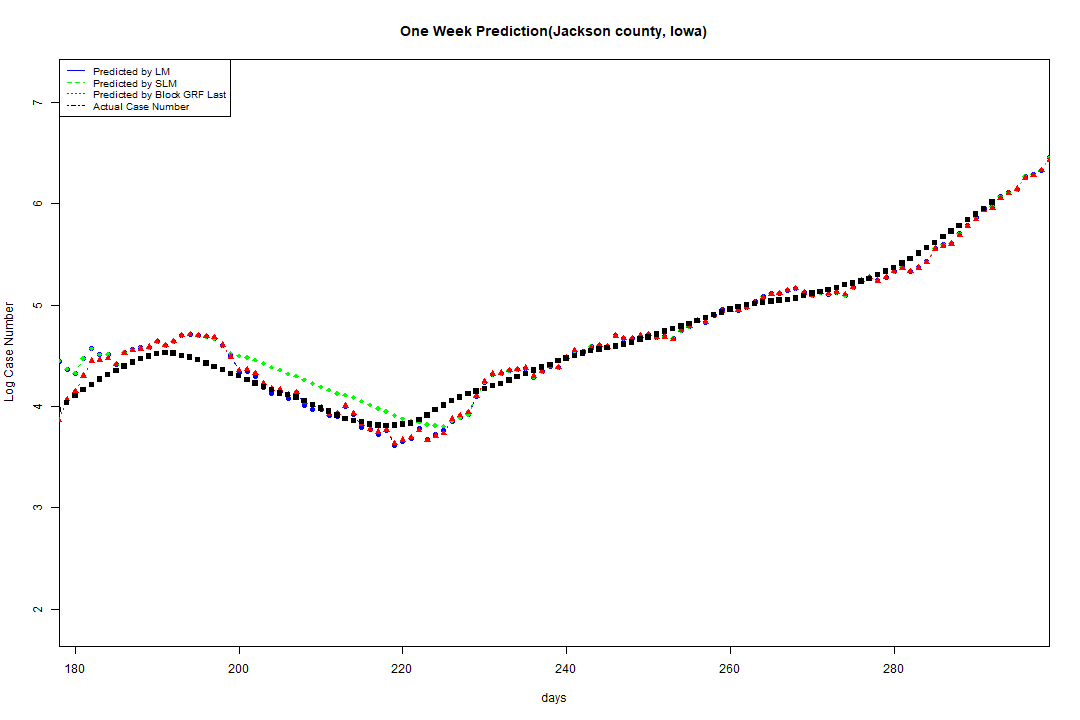 One Week Prediction(Jackson county, Iowa)
Predicted by LM
Predicted by SLM
Predicted by Block GRF Last
Actual Case Number
7
6
5
4
3
2
Log Case Number
180 200 220 240 260 280
days